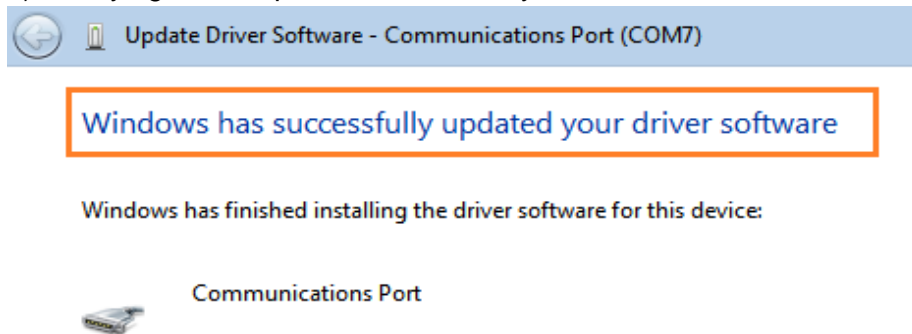 Update Driver Software - Communications Port (COM7)
Windows has successfully updated your driver software
Windows has finished installing the driver software for this device:
Communications Port